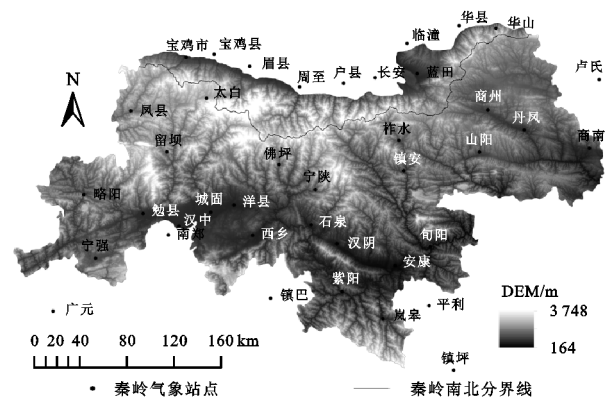 华县
华山
临潼
宝鸡市
宝鸡县
眉县
周至
户县
长安
蓝田
卢氏
N
太白
凤县
商州
丹凤
商南
留坝
柞水
山阳
佛坪
镇安
宁陕
略阳
勉县
城固
洋县
汉中
南郑
西乡
石泉
汉阴
旬阳
宁强
安康
紫阳
镇巴
平利
岚皋
广元
镇坪
DEM/m
3 748
164
0 20 40 80 120 160 km
秦岭气象站点
秦岭南北分界线